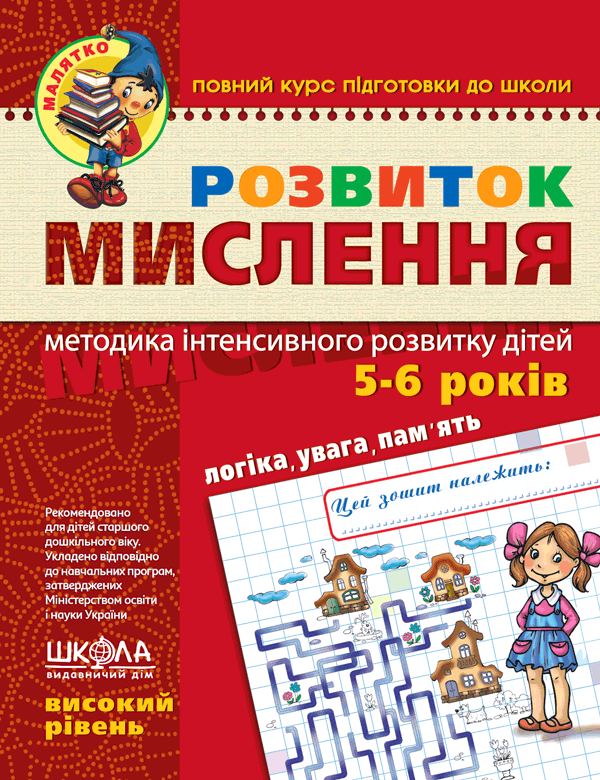 МАЛЯТКО
ПОВНИЙ КУРС ПІДГОТОВКИ ДО ШКОЛИ
РОЗВИТОК
МИСЛЕННЯ
МИСЛЕННЯ
методика інтенсивного розвитку дітей
5-6 років
логіка, увага, пам'ять
Цей зошит належить:
Рекомендовано
для дітей старшого
дошкільного віку.
Укладено відповідно
до навчальних програм,
затверджених
Міністерством освіти
і науки України
ШКОЛА
видавничий дім
високий
рівень